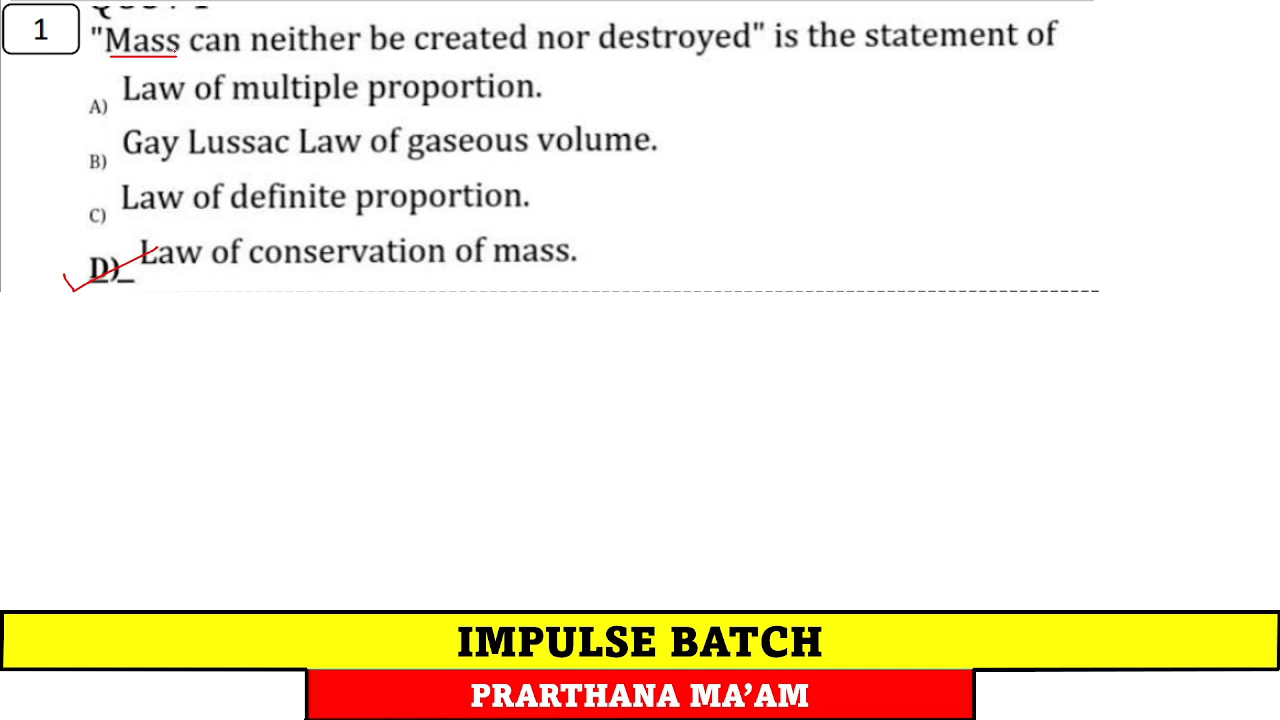 1
"Mass can neither be created nor destroyed" is the statement of
A) Law of multiple proportion.
B) Gay Lussac Law of gaseous volume.
C) Law of definite proportion.
D) Law of conservation of mass.
IMPULSE BATCH
PRARTHANA MA'AM